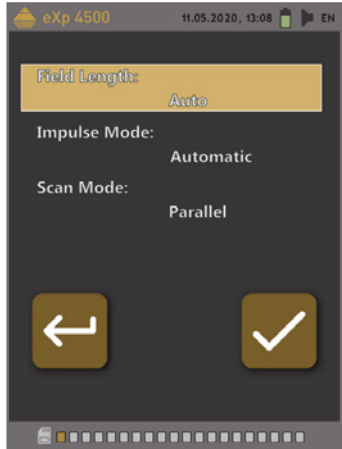 eXp 4500 11.05.2020, 13:08 EN
Field Length:
Auto
Impulse Mode:
Automatic
Scan Mode:
Parallel